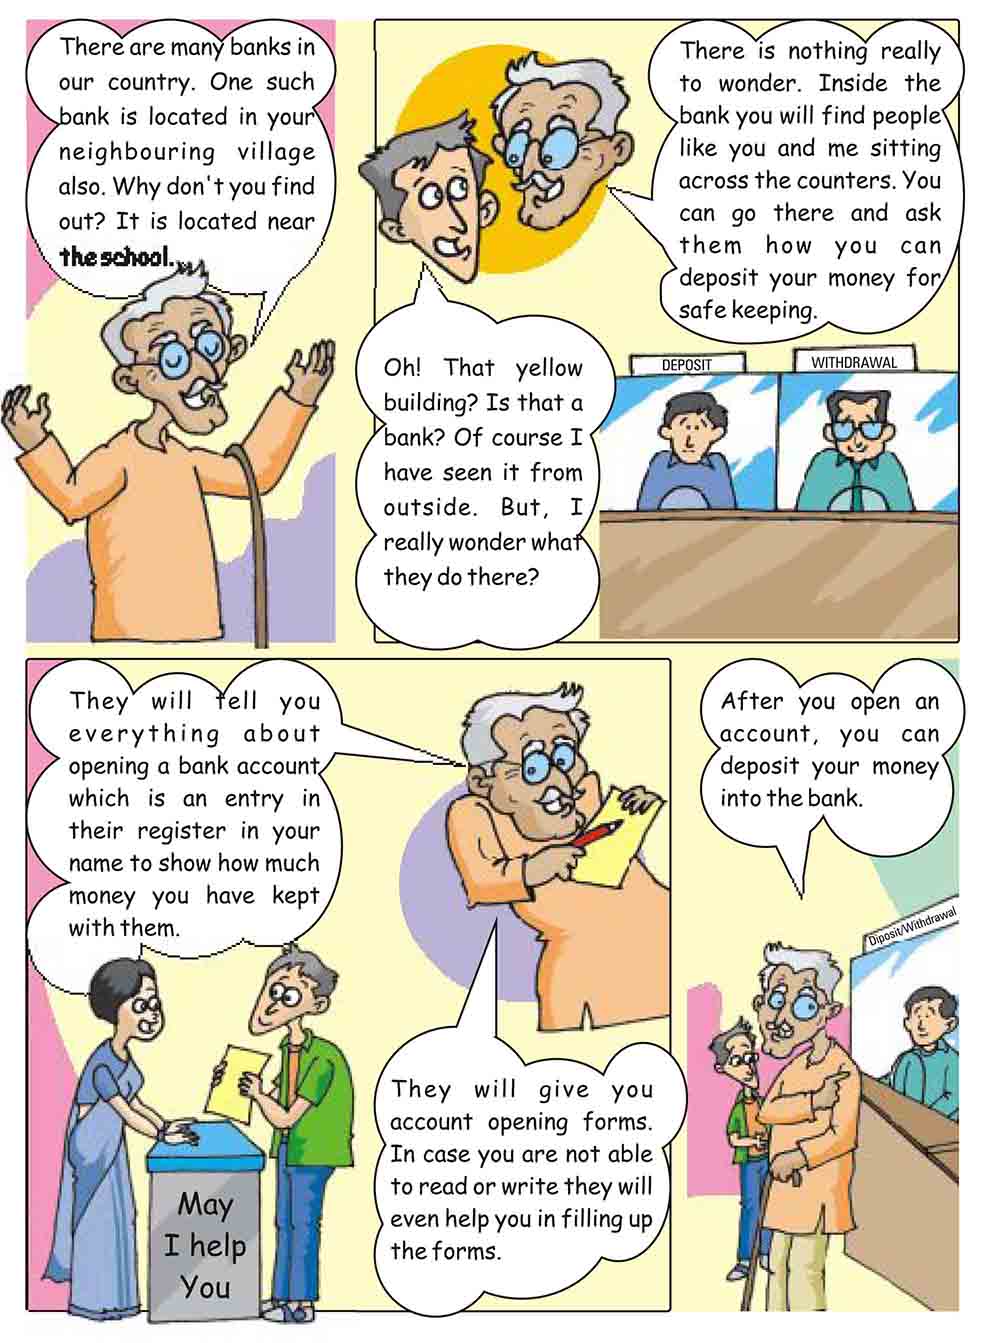 There are many banks in
our country. One such
bank is located in your
neighbouring village
also. Why don't you find
out? It is located near
the school.
There is nothing really
to wonder. Inside the
bank you will find people
like you and me sitting
across the counters. You
can go there and ask
them how you can
deposit your money for
safe keeping.
Oh! That yellow
building? Is that a
bank? Of course I
have seen it from
outside. But, I
really wonder what
they do there?
DEPOSIT
WITHDRAWAL
They will tell you
everything about
opening a bank account
which is an entry in
their register in your
name to show how much
money you have kept
with them.
They will give you
account opening forms.
In case you are not able
to read or write they will
even help you in filling up
the forms.
May
I help
You
After you open an
account, you can
deposit your money
into the bank.
Diposit/Withdrawal